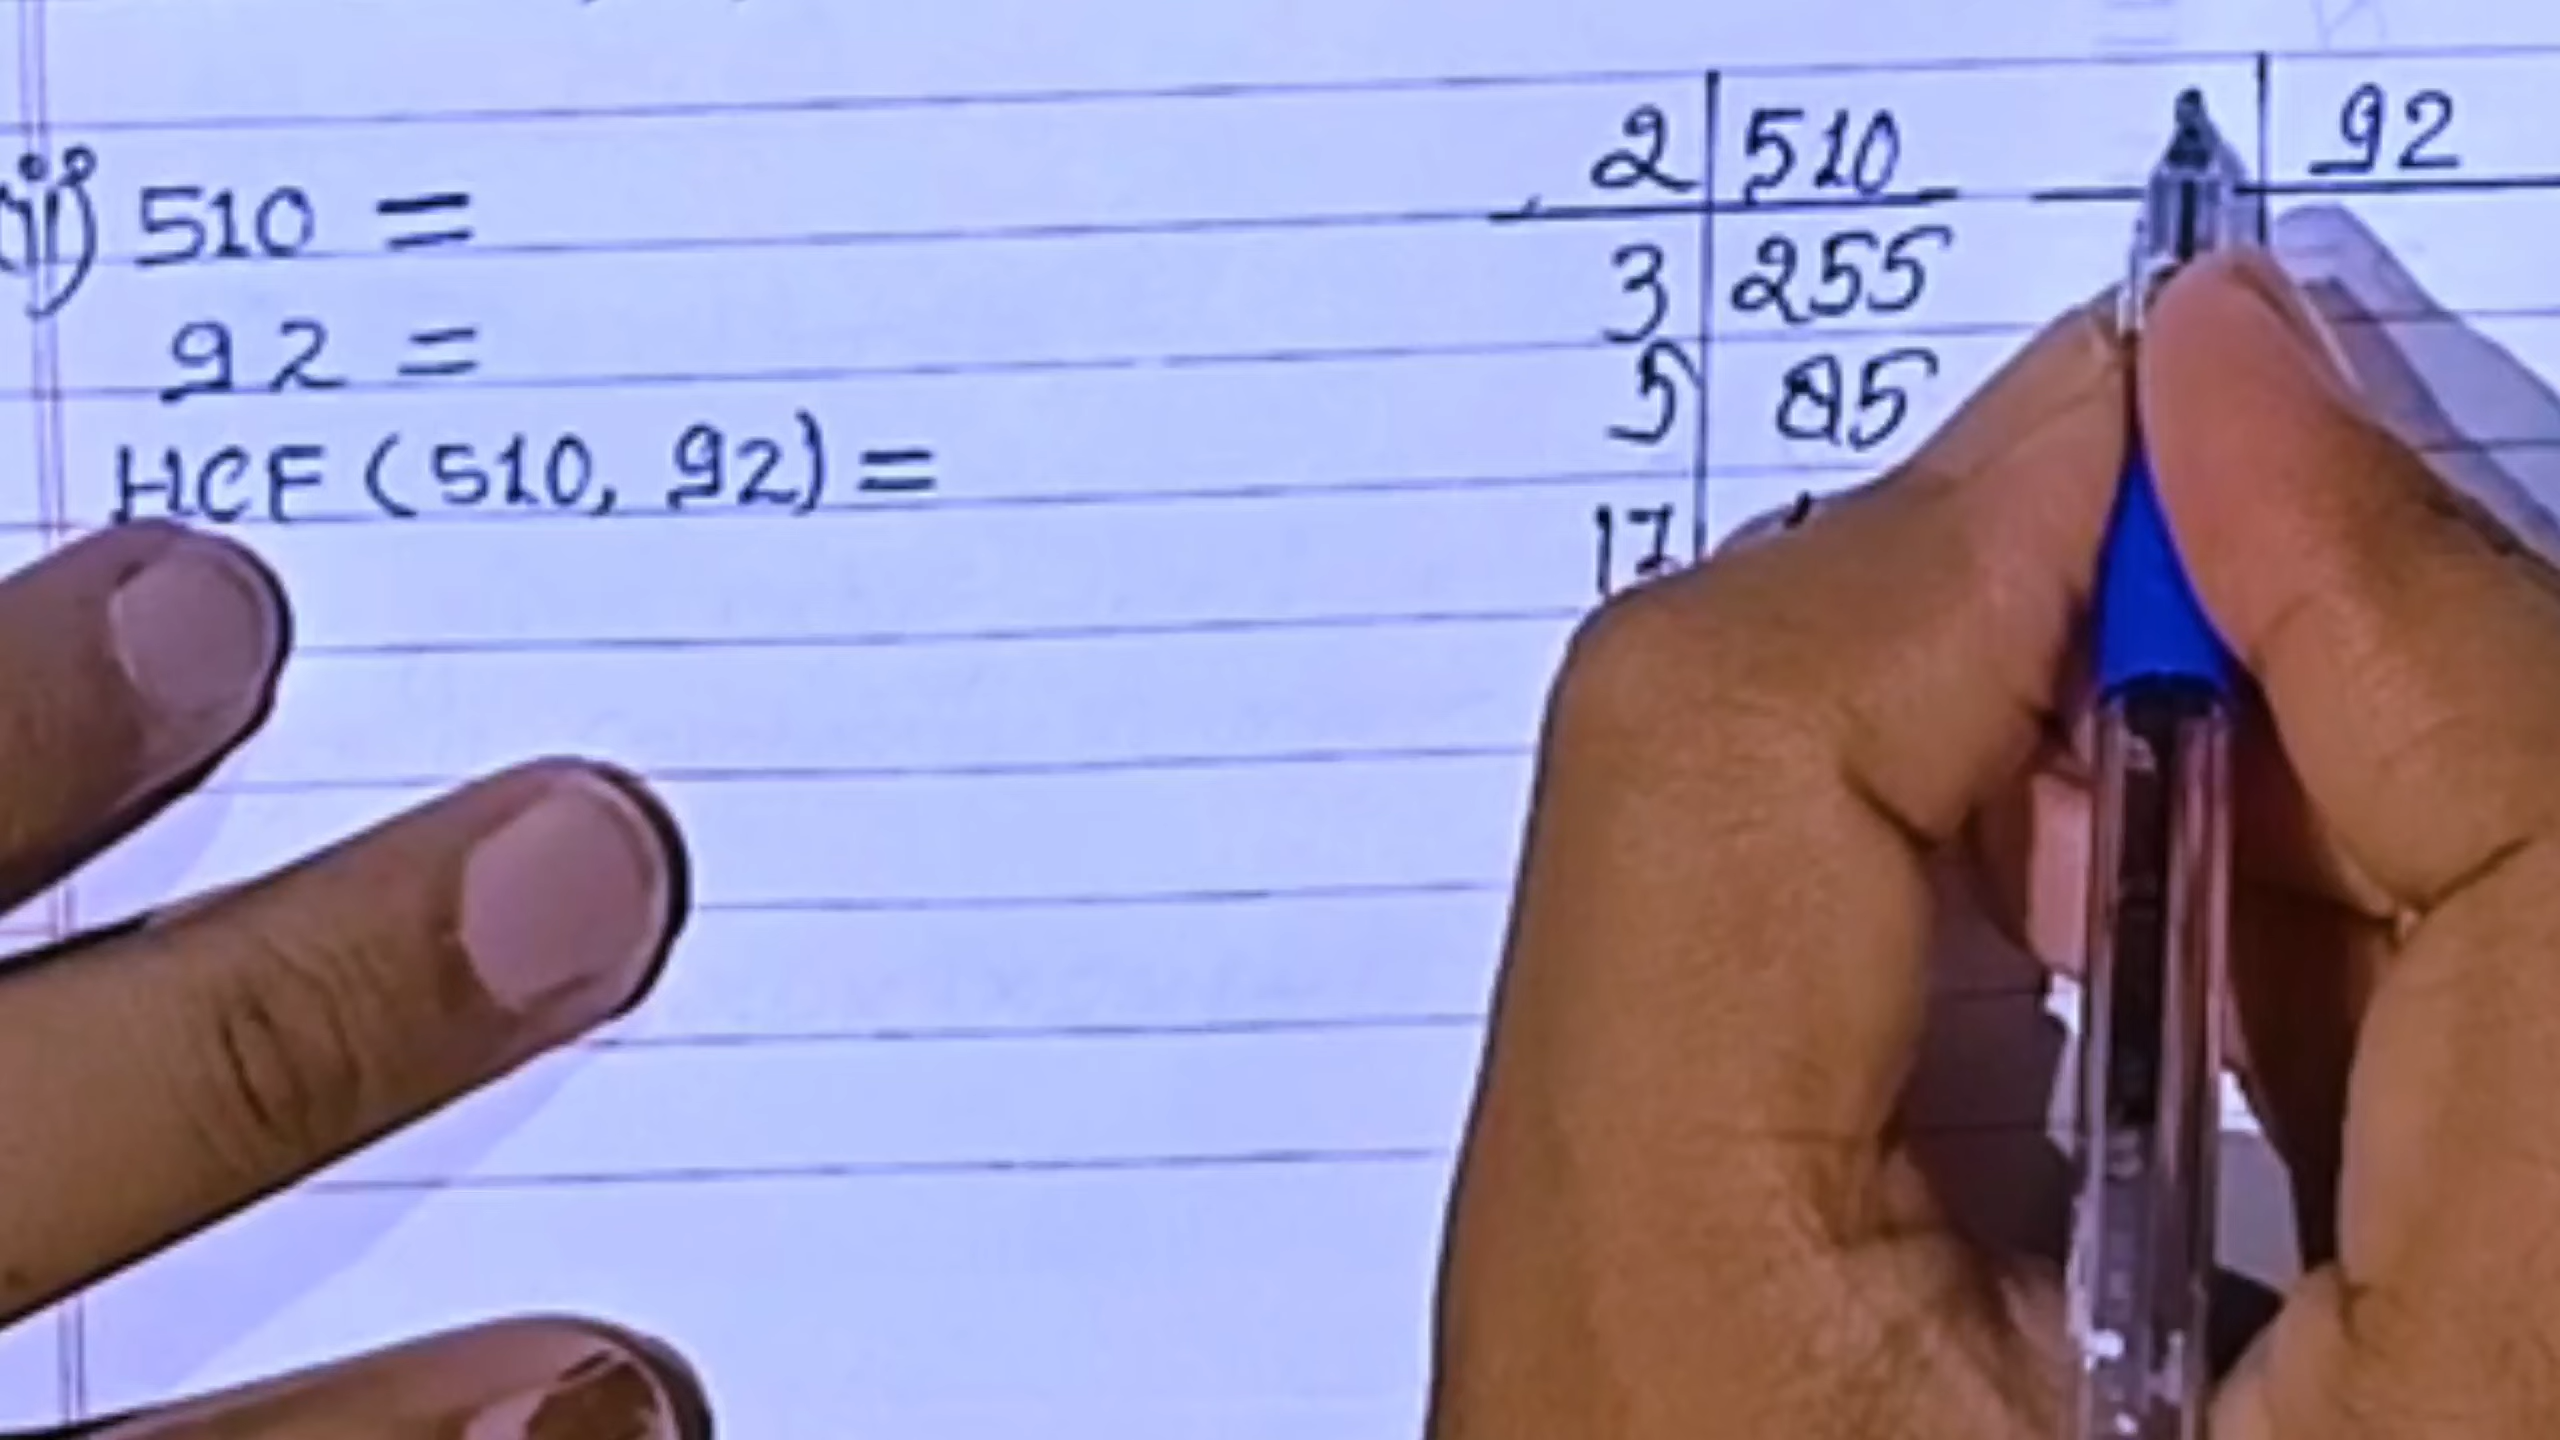 (ii) 510 =
92 =
HCF (510, 92) =
2 | 510
3 | 255
5 | 85
17
92